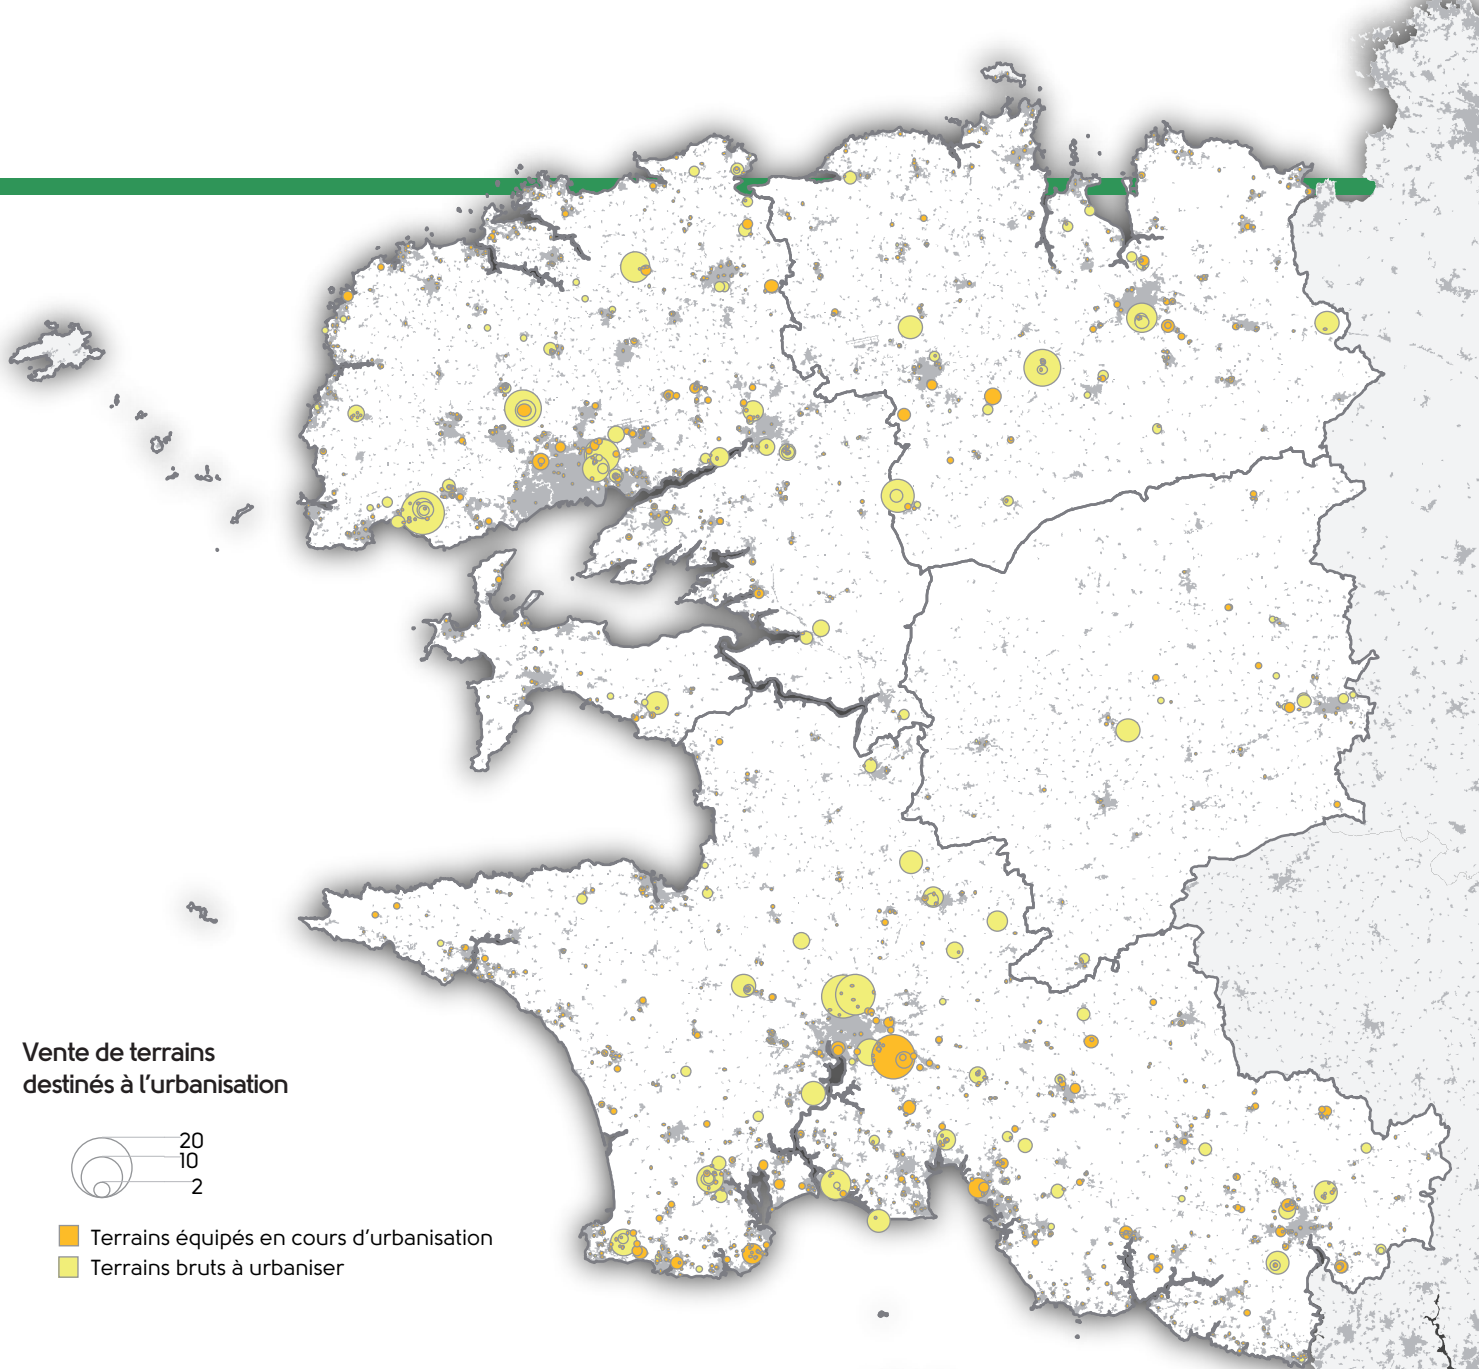 Vente de terrains
destinés à l'urbanisation
20
10
2
Terrains équipés en cours d'urbanisation
Terrains bruts à urbaniser